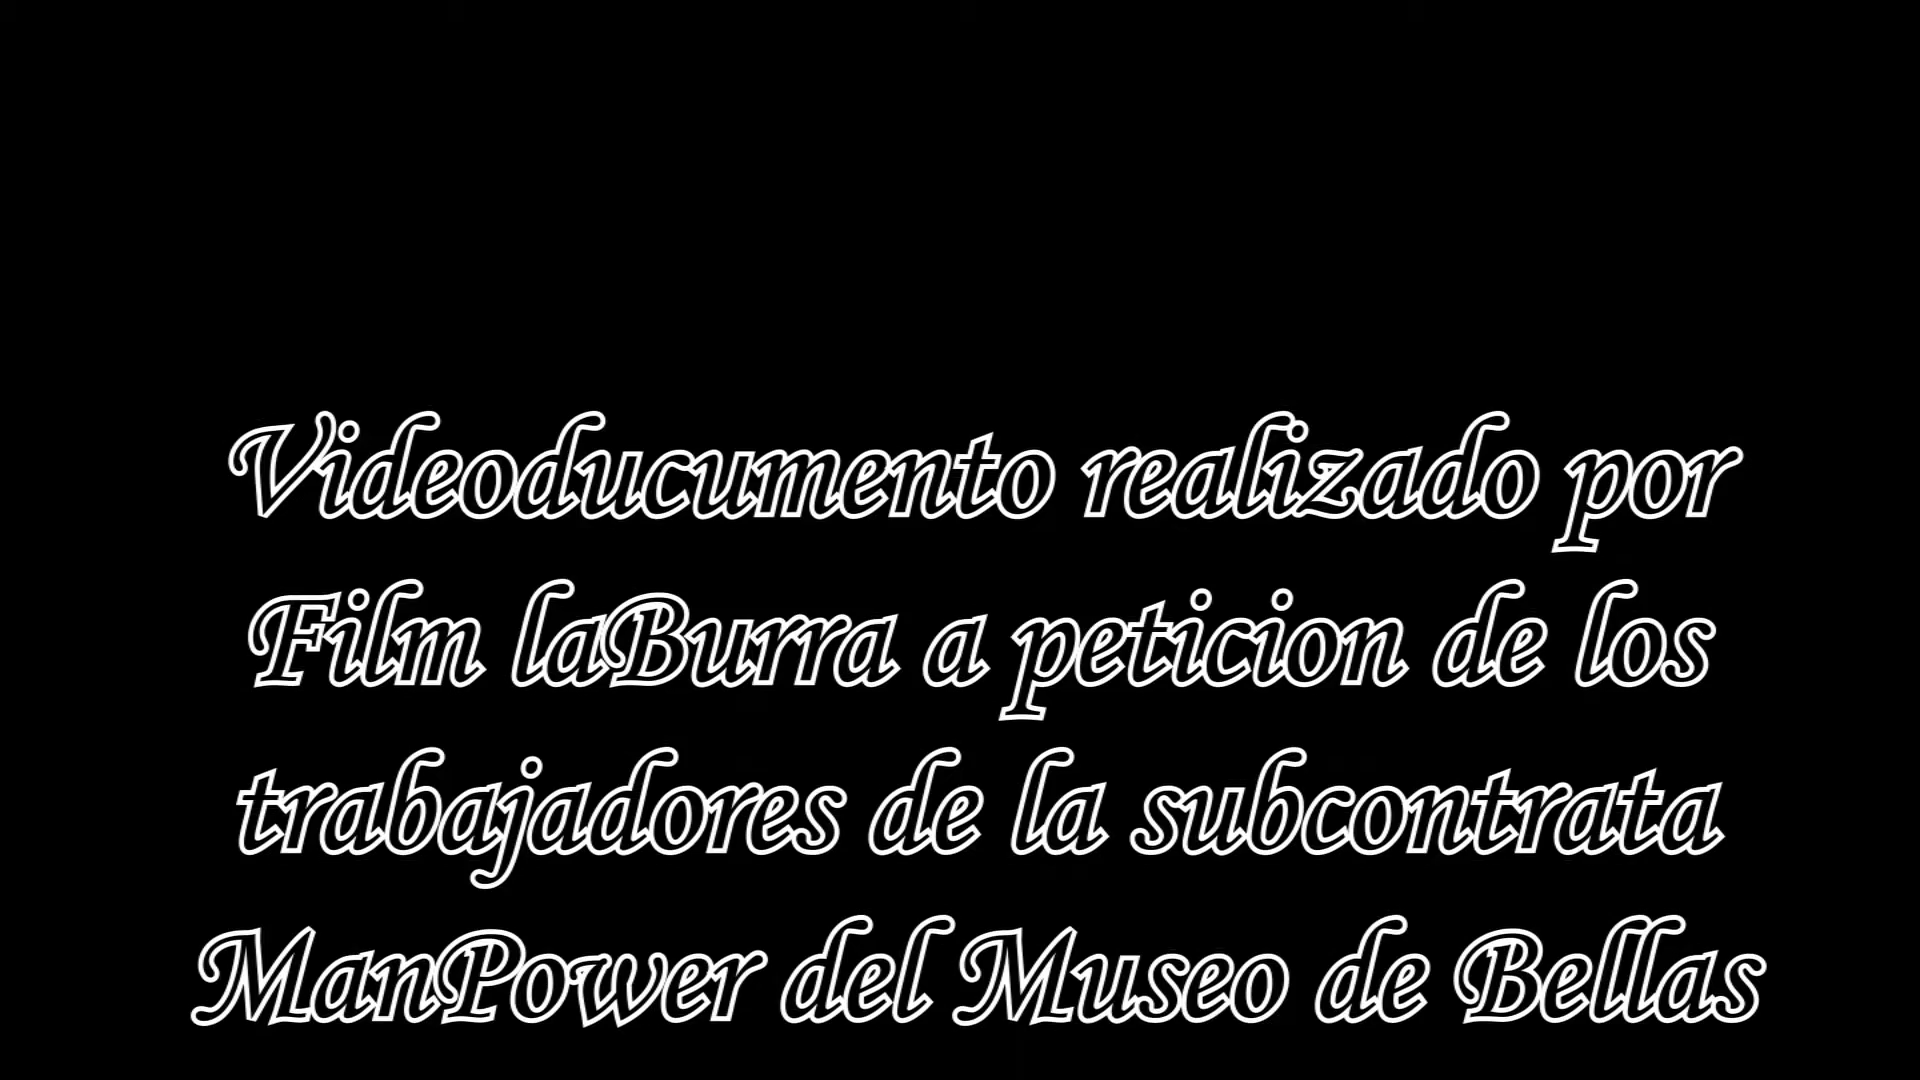 Videoducumento realizado por
Film laBurra a peticion de los
trabajadores de la subcontrata
ManPower del Museo de Bellas